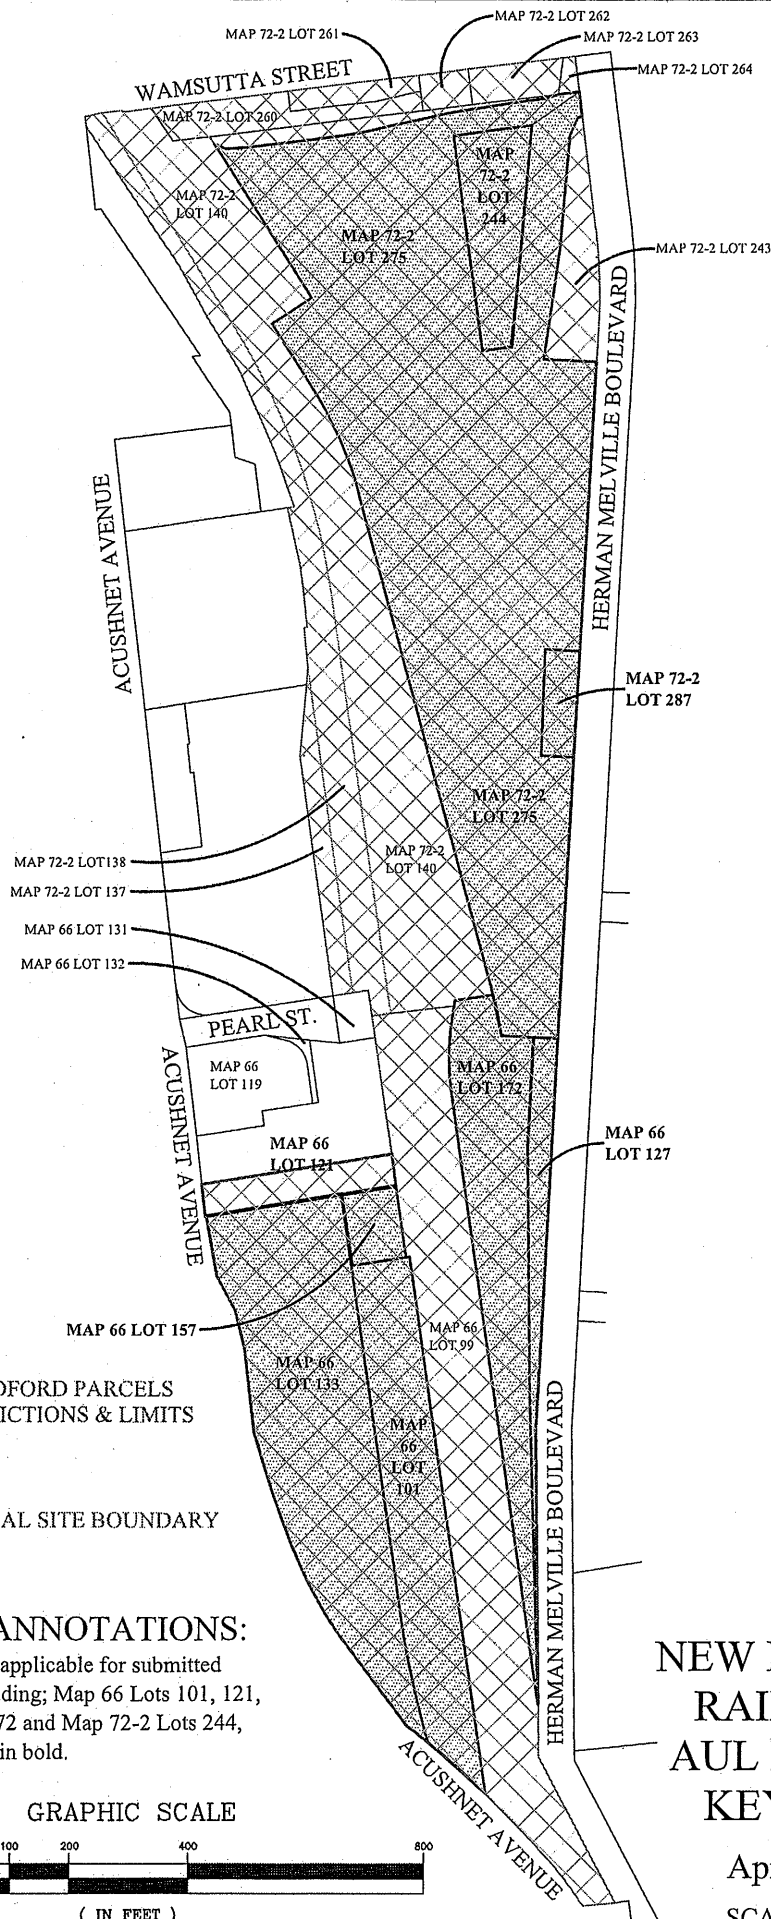 MAP 72-2 LOT 262
MAP 72-2 LOT 261
MAP 72-2 LOT 263
MAP 72-2 LOT 264
WAMSUTTA STREET
MAP 72-2 LOT 260
MAP
72-2
LOT
244
MAP 72-2
LOT 140
MAP 72-2
LOT 275
MAP 72-2 LOT 243
HERMAN MELVILLE BOULEVARD
ACUSHNET AVENUE
MAP 72-2
LOT 287
MAP 72-2
LOT 275
MAP 72-2 LOT138
MAP 72-2
LOT 140
MAP 72-2 LOT 137
MAP 66 LOT 131
MAP 66 LOT 132
PEARL ST.
MAP 66
LOT 119
MAP 66
LOT 172
ACUSHNET AVENUE
MAP 66
LOT 121
MAP 66
LOT 127
MAP 66 LOT 157
MAP 66
LOT 99
MAP 66
LOT 133
DFORD PARCELS
ICTIONS & LIMITS
MAP
66
LOT
101
HERMAN MELVILLE BOULEVARD
AL SITE BOUNDARY
ANNOTATIONS:
applicable for submitted
ding; Map 66 Lots 101, 121,
72 and Map 72-2 Lots 244,
in bold.
NEW
RAI
AUL
KEY
ACUSHNET AVENUE
GRAPHIC SCALE
100 200 400 800
( IN FEET )
Ap
SCA